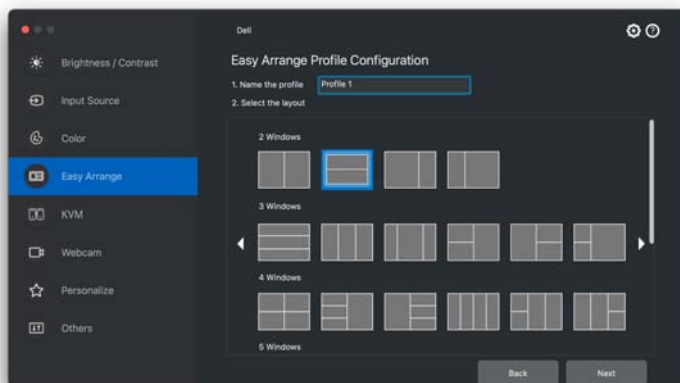 Dell
Brightness / Contrast
Input Source
Color
Easy Arrange
KVM
Webcam
Personalize
Others
Easy Arrange Profile Configuration
1. Name the profile
Profile 1
2. Select the layout
2 Windows
3 Windows
4 Windows
5 Windows
Back
Next